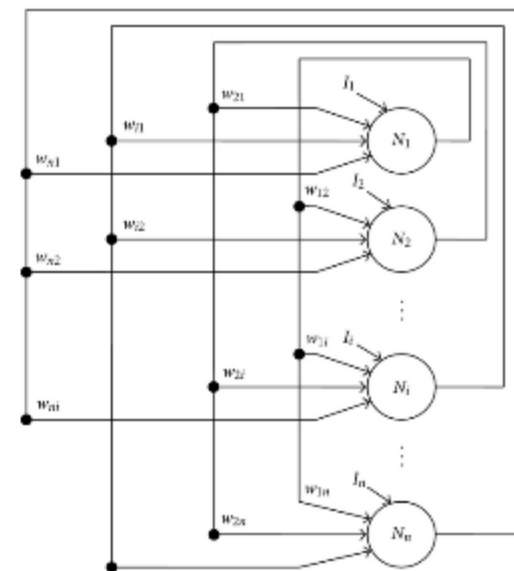 w₂₁ I₁
wᵢ₁ N₁
wₙ₁
w₁₂ I₂
wᵢ₂ N₂
wₙ₂
⋮
w₁ᵢ Iᵢ
w₂ᵢ Nᵢ
wₙᵢ
⋮
w₁ₙ Iₙ
w₂ₙ Nₙ